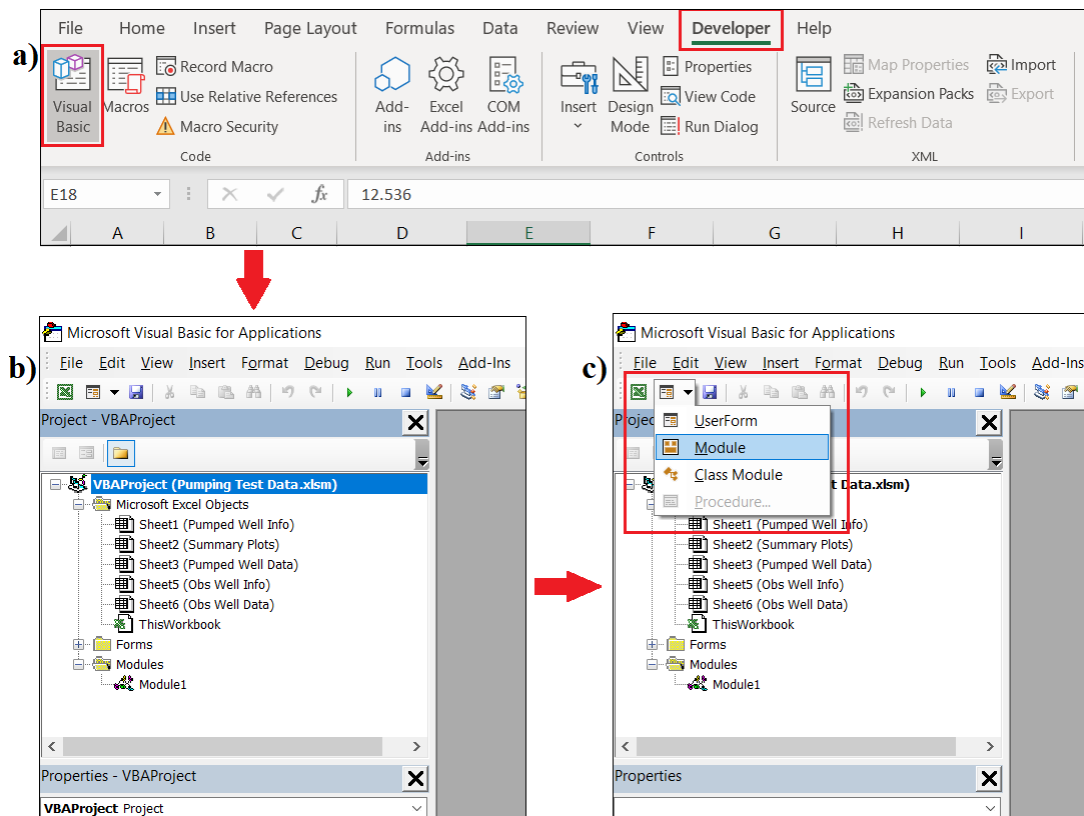 File Home Insert Page Layout Formulas Data Review View Developer Help
a)
Visual Basic
Macros
Record Macro
Use Relative References
Macro Security
Code
Add-ins
Excel Add-ins
COM Add-ins
Add-ins
Insert
Design Mode
Properties
View Code
Run Dialog
Controls
Source
Map Properties
Expansion Packs
Refresh Data
Import
Export
XML
E18 fx 12.536
A B C D E F G H I
b)
Microsoft Visual Basic for Applications
File Edit View Insert Format Debug Run Tools Add-Ins
Project - VBAProject
VBAProject (Pumping Test Data.xlsm)
Microsoft Excel Objects
Sheet1 (Pumped Well Info)
Sheet2 (Summary Plots)
Sheet3 (Pumped Well Data)
Sheet5 (Obs Well Info)
Sheet6 (Obs Well Data)
ThisWorkbook
Forms
Modules
Module1
Properties - VBAProject
VBAProject Project
c)
Microsoft Visual Basic for Applications
File Edit View Insert Format Debug Run Tools Add-Ins
Projec
UserForm
Module
Class Module
Procedure...
t Data.xlsm)
Sheet1 (Pumped Well Info)
Sheet2 (Summary Plots)
Sheet3 (Pumped Well Data)
Sheet5 (Obs Well Info)
Sheet6 (Obs Well Data)
ThisWorkbook
Forms
Modules
Module1
Properties